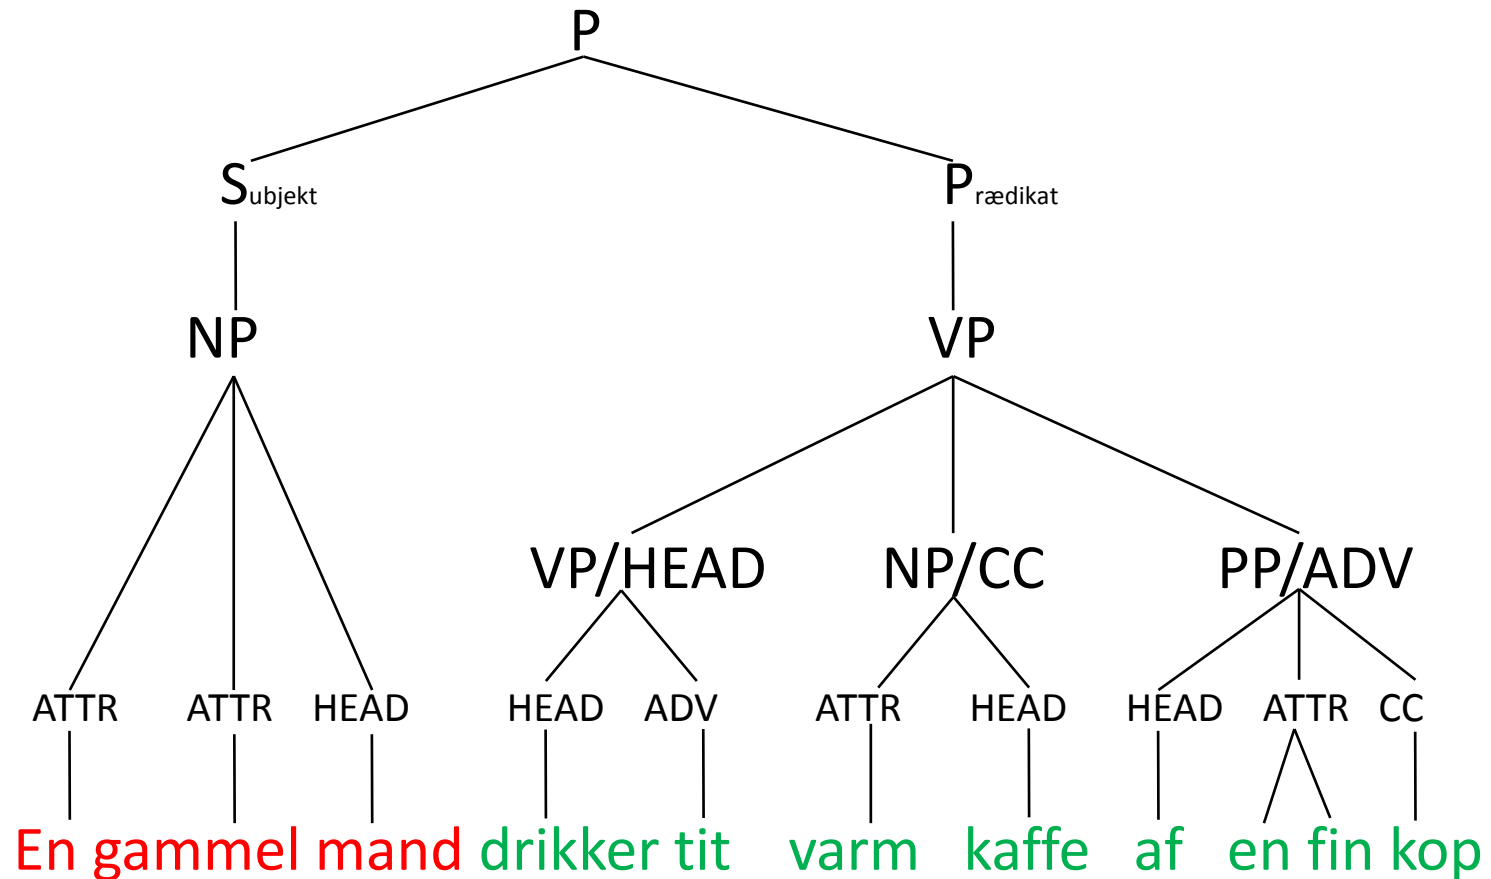 P
Subjekt Prædikat
NP VP
VP/HEAD NP/CC PP/ADV
ATTR ATTR HEAD HEAD ADV ATTR HEAD HEAD ATTR CC
En gammel mand drikker tit varm kaffe af en fin kop